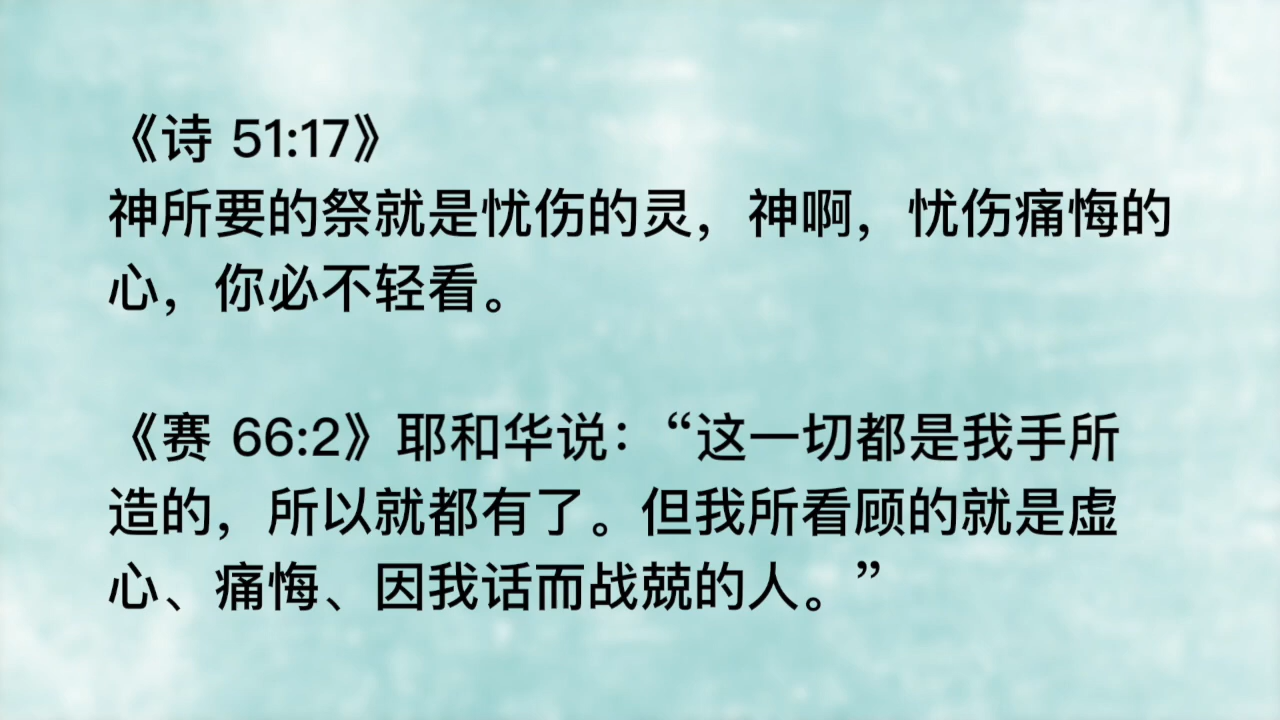 《诗 51:17》
神所要的祭就是忧伤的灵，神啊，忧伤痛悔的
心，你必不轻看。
《赛 66:2》耶和华说：“这一切都是我手所
造的，所以就都有了。但我所看顾的就是虚
心、痛悔、因我话而战兢的人。”